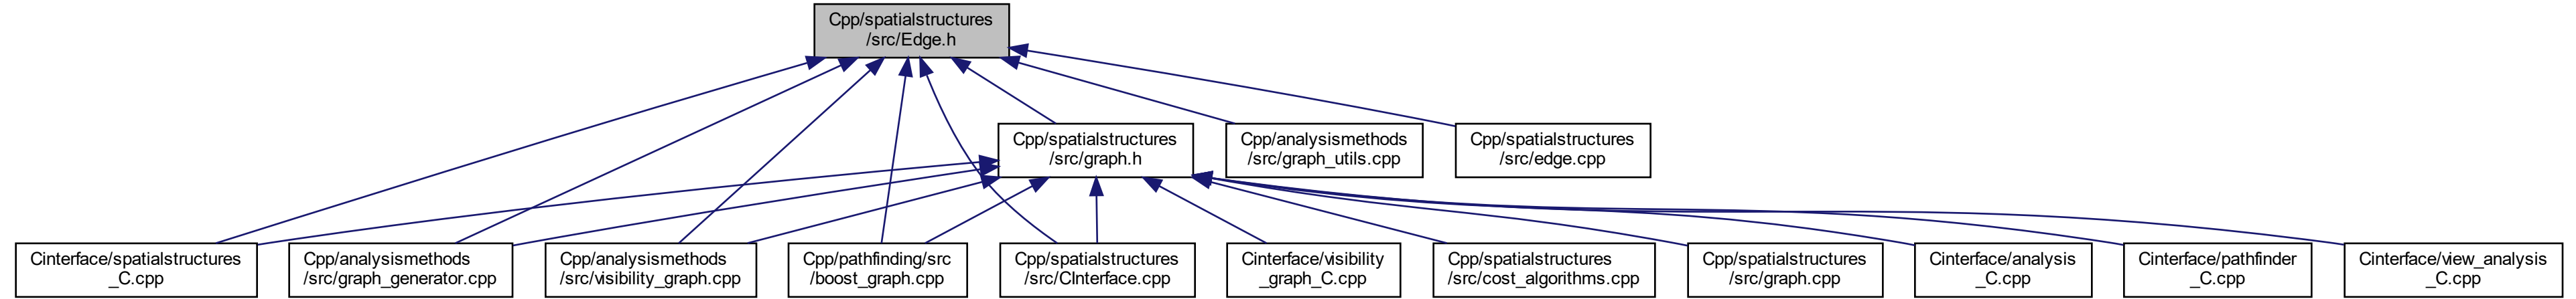 Cpp/spatialstructures
/src/Edge.h
Cpp/spatialstructures
/src/graph.h
Cpp/analysismethods
/src/graph_utils.cpp
Cpp/spatialstructures
/src/edge.cpp
Cinterface/spatialstructures
_C.cpp
Cpp/analysismethods
/src/graph_generator.cpp
Cpp/analysismethods
/src/visibility_graph.cpp
Cpp/pathfinding/src
/boost_graph.cpp
Cpp/spatialstructures
/src/CInterface.cpp
Cinterface/visibility
_graph_C.cpp
Cpp/spatialstructures
/src/cost_algorithms.cpp
Cpp/spatialstructures
/src/graph.cpp
Cinterface/analysis
_C.cpp
Cinterface/pathfinder
_C.cpp
Cinterface/view_analysis
_C.cpp